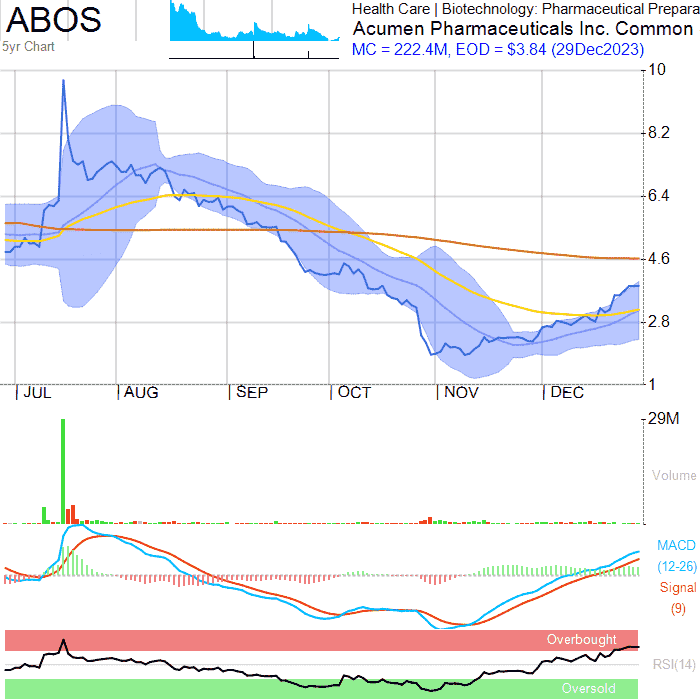 ABOS
5yr Chart
Health Care | Biotechnology: Pharmaceutical Prepara
Acumen Pharmaceuticals Inc. Common
MC = 222.4M, EOD = $3.84 (29Dec2023)
10
8.2
6.4
4.6
2.8
1
JUL AUG SEP OCT NOV DEC
29M
Volume
MACD
(12-26)
Signal
(9)
Overbought
RSI(14)
Oversold